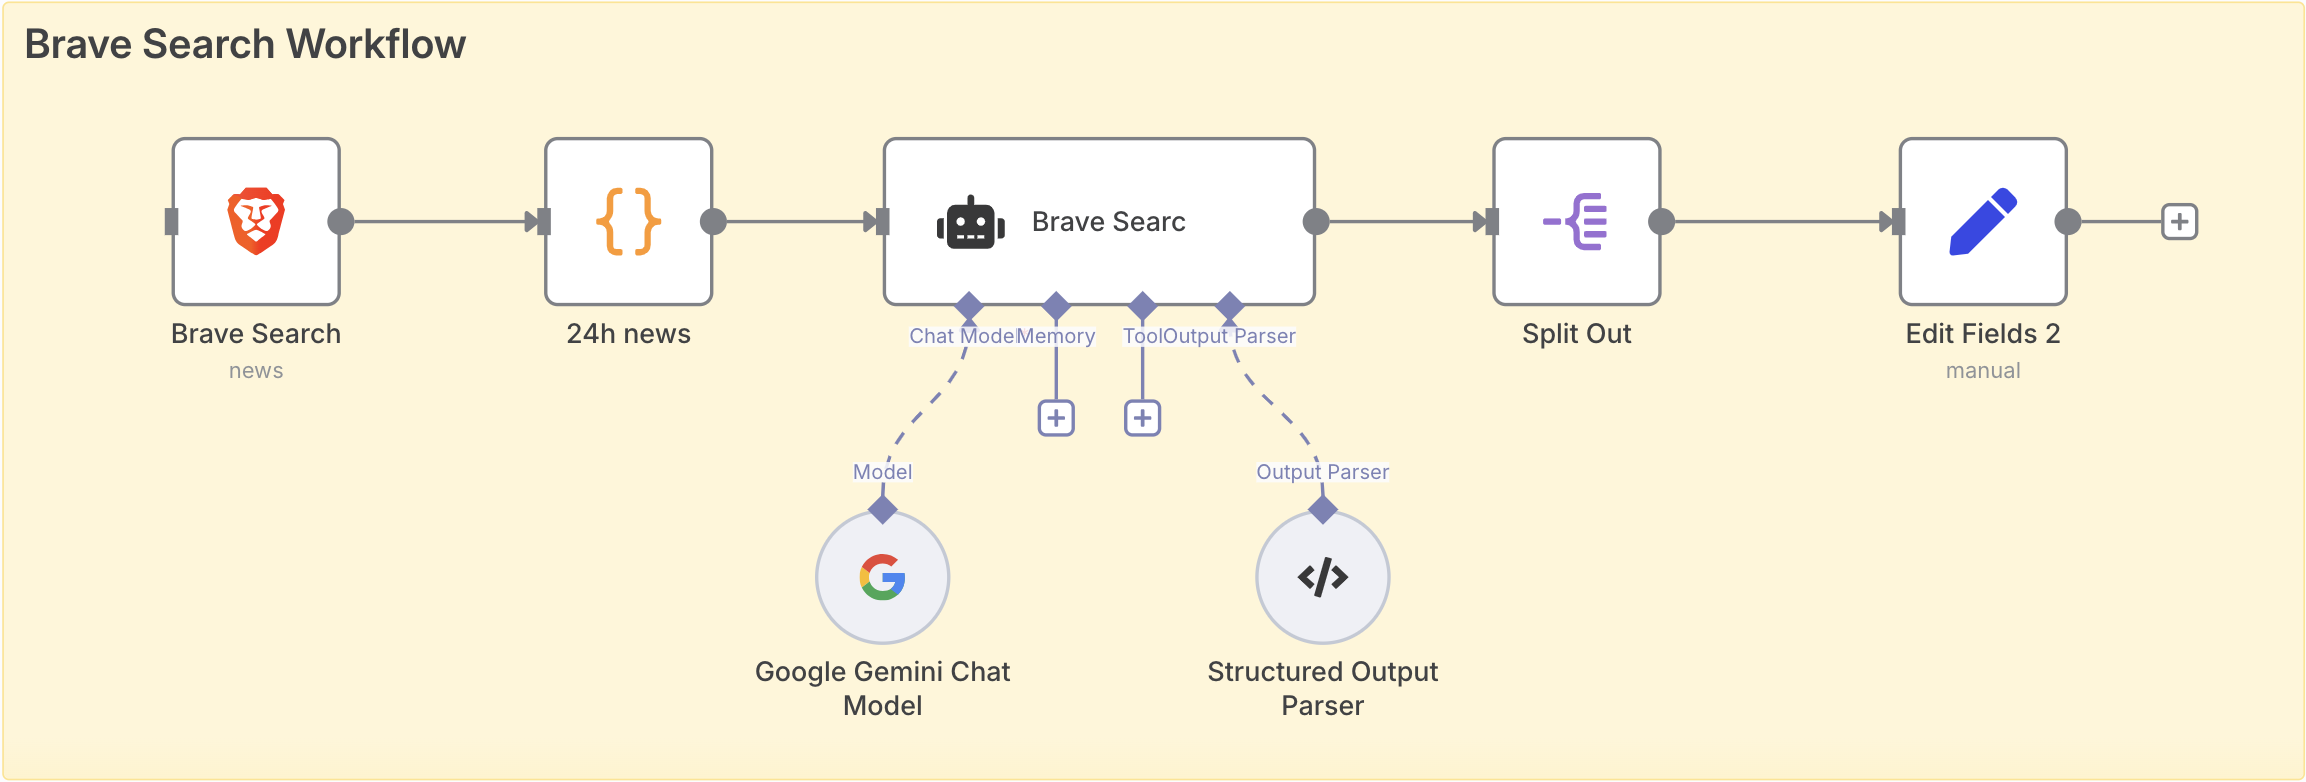 Brave Search Workflow
Brave Searc
Brave Search
news
24h news
Chat Model
Memory
Tool
Output Parser
Split Out
Edit Fields 2
manual
Model
Output Parser
Google Gemini Chat
Model
Structured Output
Parser